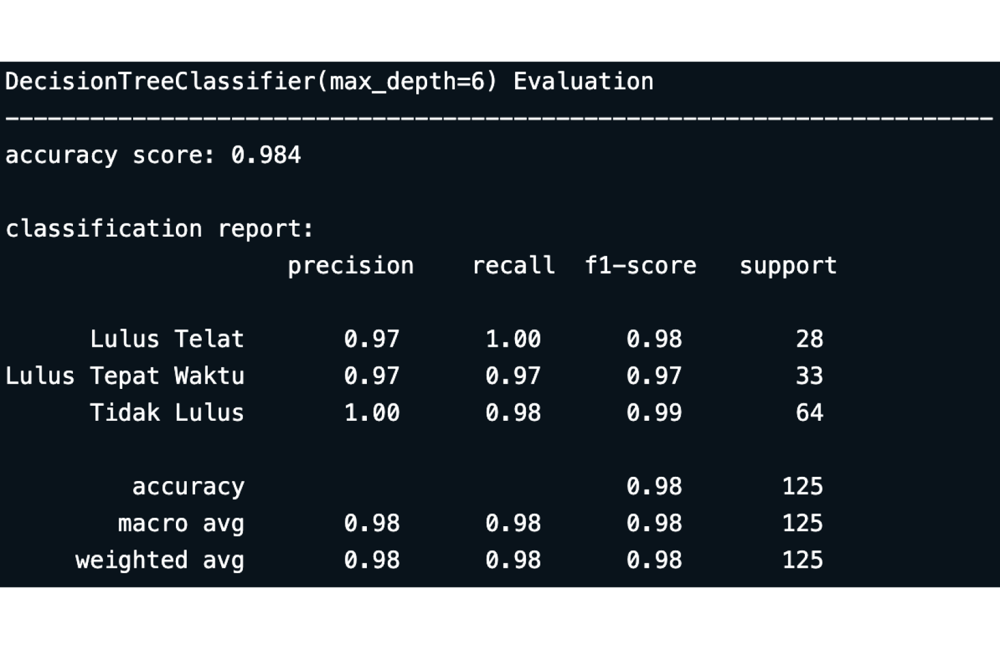 DecisionTreeClassifier(max_depth=6) Evaluation
----------------------------------------------------------------------
accuracy score: 0.984
classification report:
precision recall f1-score support
Lulus Telat 0.97 1.00 0.98 28
Lulus Tepat Waktu 0.97 0.97 0.97 33
Tidak Lulus 1.00 0.98 0.99 64
accuracy 0.98 125
macro avg 0.98 0.98 0.98 125
weighted avg 0.98 0.98 0.98 125